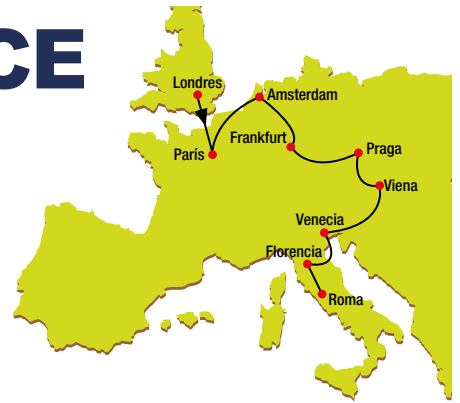 CE
Londres
Amsterdam
Frankfurt
París
Praga
Viena
Venecia
Florencia
Roma